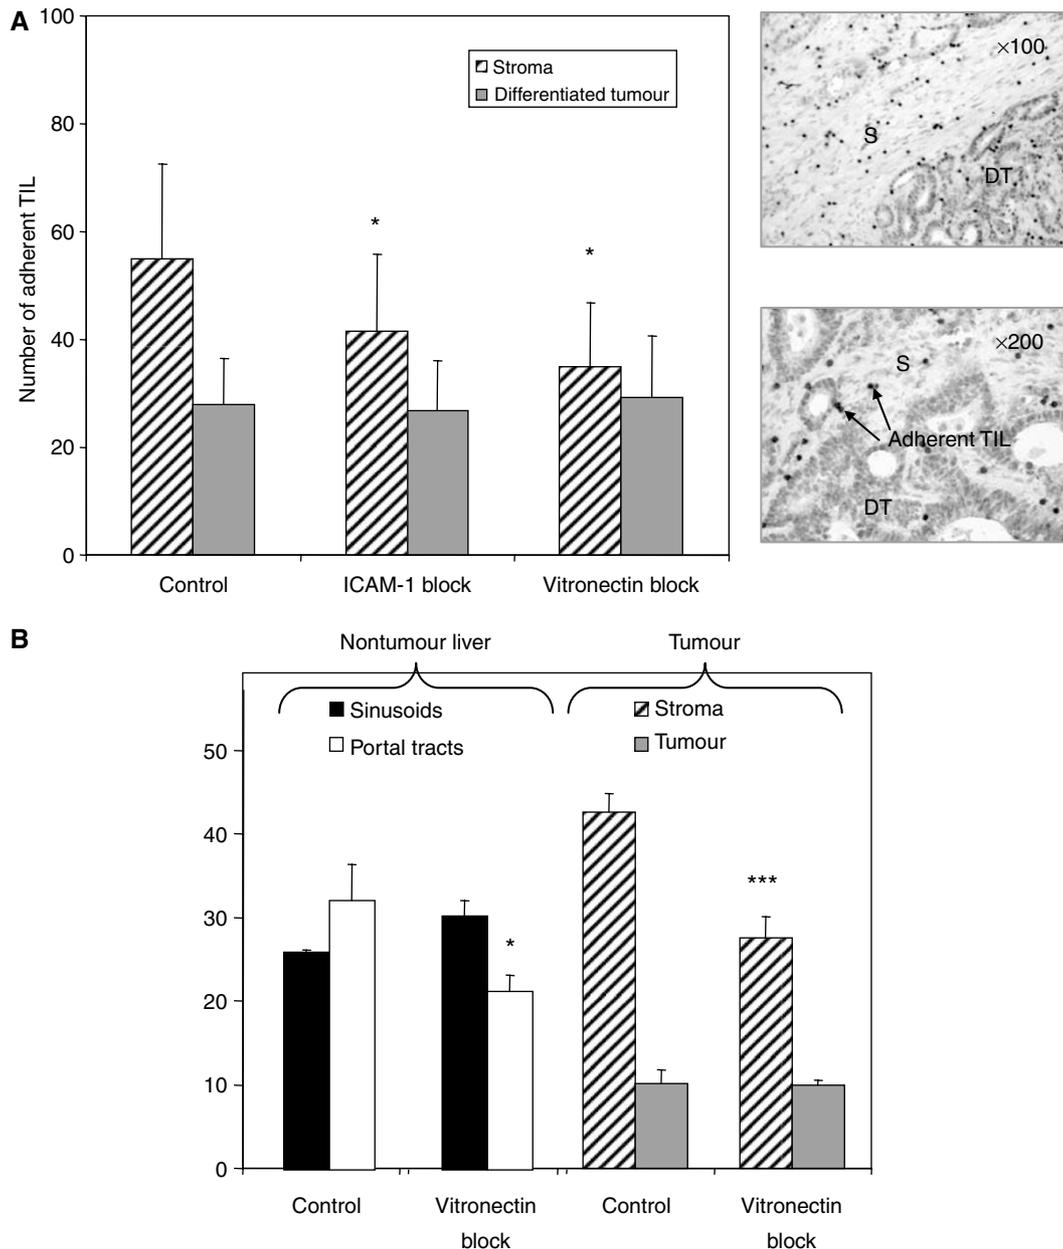 A
100
80
60
40
20
0
Number of adherent TIL
Stroma
Differentiated tumour
*
*
Control
ICAM-1 block
Vitronectin block
×100
S
DT
×200
S
Adherent TIL
DT
B
Nontumour liver
Tumour
Sinusoids
Portal tracts
Stroma
Tumour
50
40
30
20
10
0
*
***
Control
Vitronectin
block
Control
Vitronectin
block